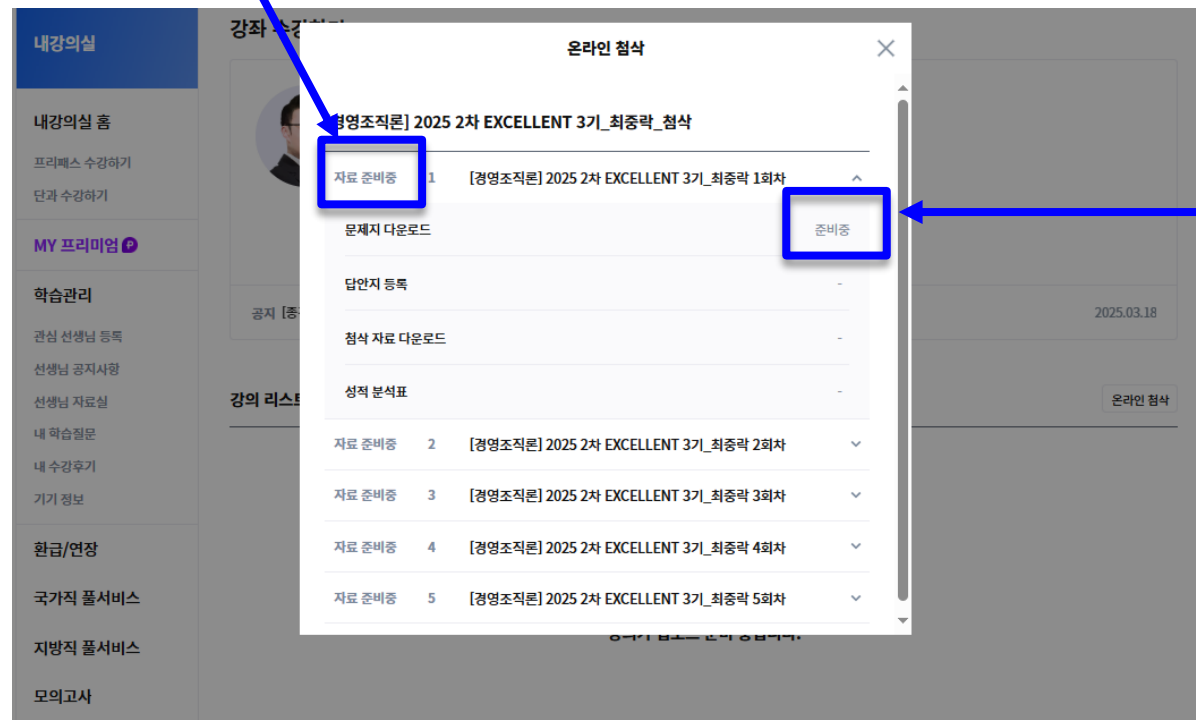 내강의실
내강의실 홈
프리패스 수강하기
단과 수강하기
MY 프리미엄 P
학습관리
관심 선생님 등록
선생님 공지사항
선생님 자료실
내 학습질문
내 수강후기
기기 정보
환급/연장
국가직 풀서비스
지방직 풀서비스
모의고사
강좌
공지 [종
2025.03.18
강의 리스트
온라인 첨삭
온라인 첨삭
경영조직론] 2025 2차 EXCELLENT 3기_최중락_첨삭
자료 준비중 1 [경영조직론] 2025 2차 EXCELLENT 3기_최중락 1회차
문제지 다운로드 준비중
답안지 등록 -
첨삭 자료 다운로드 -
성적 분석표 -
자료 준비중 2 [경영조직론] 2025 2차 EXCELLENT 3기_최중락 2회차
자료 준비중 3 [경영조직론] 2025 2차 EXCELLENT 3기_최중락 3회차
자료 준비중 4 [경영조직론] 2025 2차 EXCELLENT 3기_최중락 4회차
자료 준비중 5 [경영조직론] 2025 2차 EXCELLENT 3기_최중락 5회차